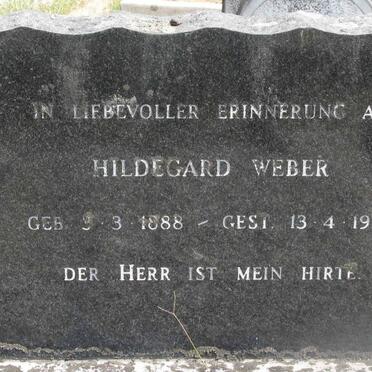 IN LIEBEVOLLER ERINNERUNG A
HILDEGARD WEBER
GEB. 3·3·1888 - GEST. 13·4·19
DER HERR IST MEIN HIRTE.